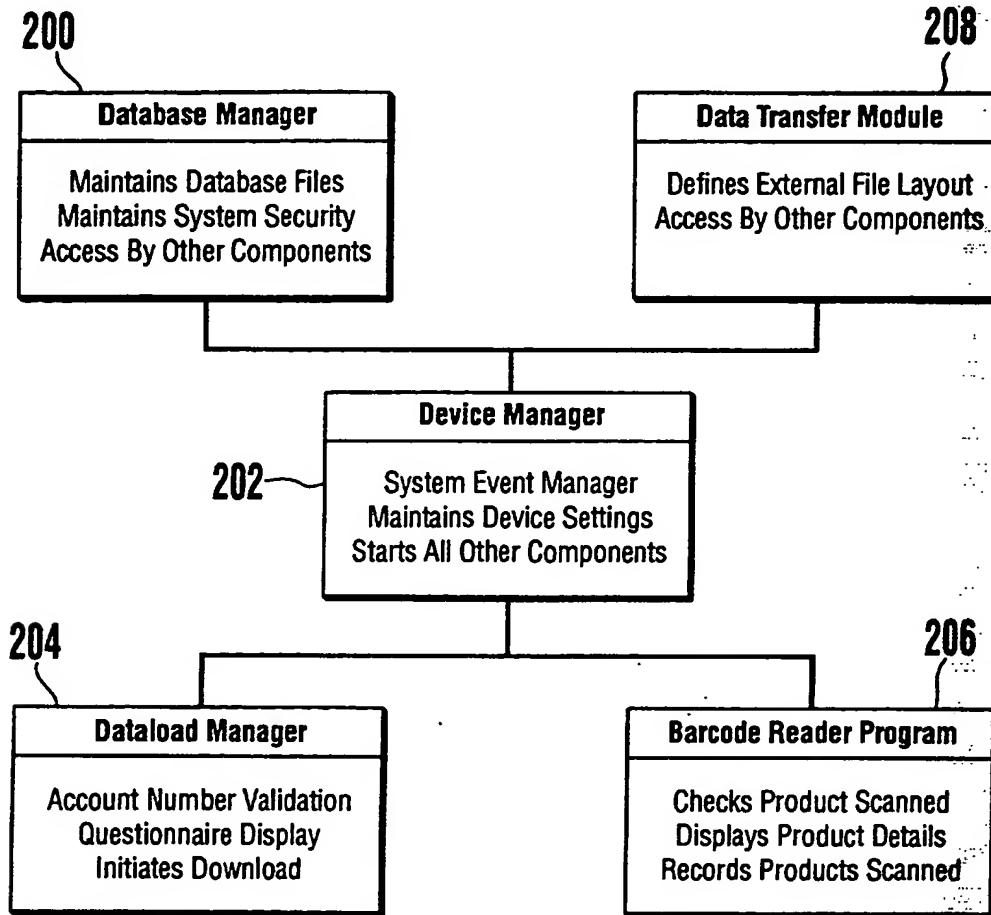 200
208
Database Manager
Maintains Database Files
Maintains System Security
Access By Other Components
Data Transfer Module
Defines External File Layout
Access By Other Components
Device Manager
202
System Event Manager
Maintains Device Settings
Starts All Other Components
204
206
Dataload Manager
Account Number Validation
Questionnaire Display
Initiates Download
Barcode Reader Program
Checks Product Scanned
Displays Product Details
Records Products Scanned